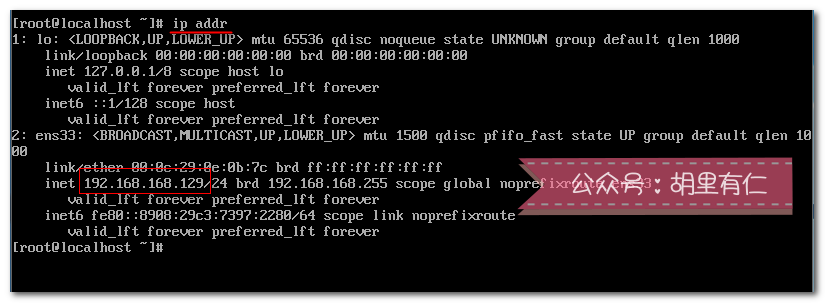 [root@localhost ~]# ip addr
1: lo: <LOOPBACK,UP,LOWER_UP> mtu 65536 qdisc noqueue state UNKNOWN group default qlen 1000
link/loopback 00:00:00:00:00:00 brd 00:00:00:00:00:00
inet 127.0.0.1/8 scope host lo
valid_lft forever preferred_lft forever
inet6 ::1/128 scope host
valid_lft forever preferred_lft forever
2: ens33: <BROADCAST,MULTICAST,UP,LOWER_UP> mtu 1500 qdisc pfifo_fast state UP group default qlen 10
00
link/ether 00:0c:29:0e:0b:7c brd ff:ff:ff:ff:ff:ff
inet 192.168.168.129/24 brd 192.168.168.255 scope global noprefixroute ens33
valid_lft forever preferred_lft forever
inet6 fe80::8908:29c3:7397:2280/64 scope link noprefixroute
valid_lft forever preferred_lft forever
[root@localhost ~]#
公众号：胡里有仁